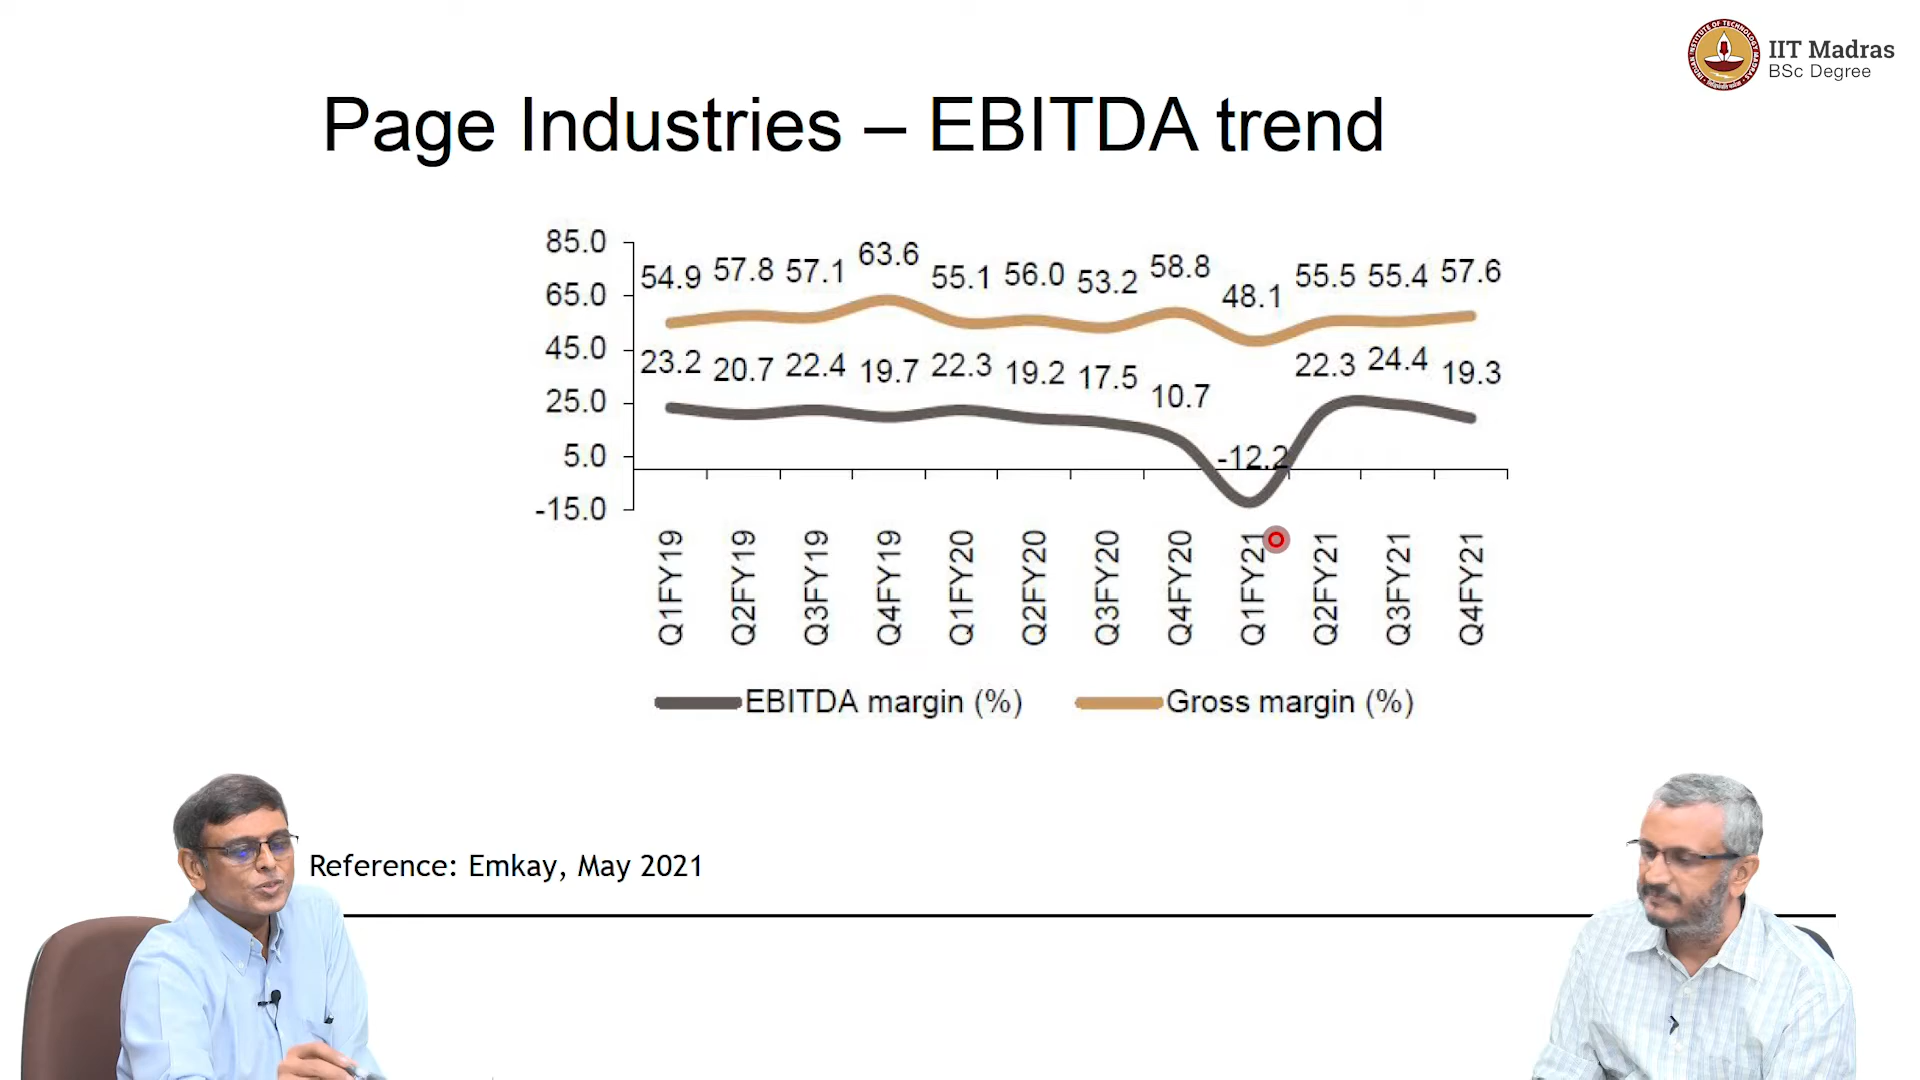 IIT Madras
BSc Degree
Page Industries – EBITDA trend
85.0
65.0
45.0
25.0
5.0
-15.0
54.9 57.8 57.1 63.6 55.1 56.0 53.2 58.8 48.1 55.5 55.4 57.6
23.2 20.7 22.4 19.7 22.3 19.2 17.5 10.7 -12.2 22.3 24.4 19.3
Q1FY19 Q2FY19 Q3FY19 Q4FY19 Q1FY20 Q2FY20 Q3FY20 Q4FY20 Q1FY21 Q2FY21 Q3FY21 Q4FY21
EBITDA margin (%) Gross margin (%)
Reference: Emkay, May 2021